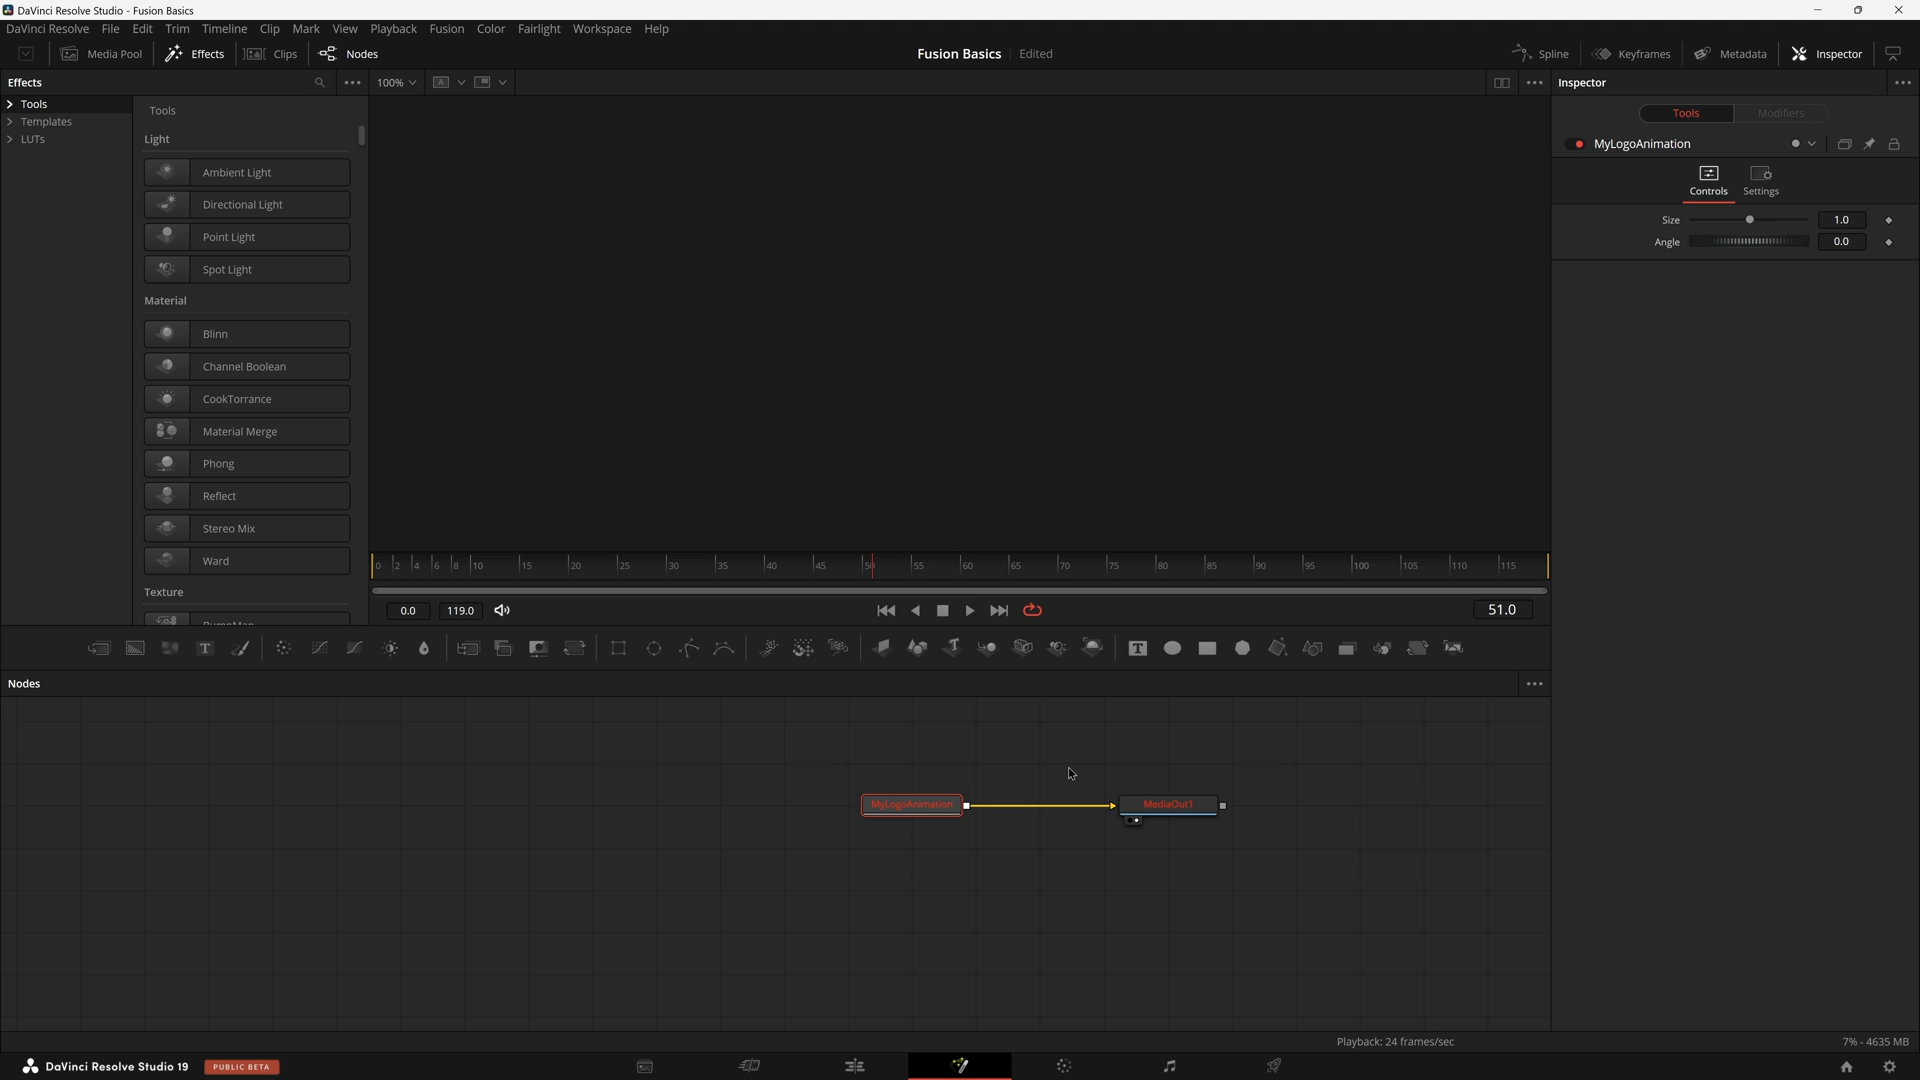 DaVinci Resolve Studio - Fusion Basics
DaVinci Resolve File Edit Trim Timeline Clip Mark View Playback Fusion Color Fairlight Workspace Help
Media Pool Effects Clips Nodes
Fusion Basics Edited
Spline Keyframes Metadata Inspector
Effects
100%
A
Inspector
Tools
Templates
LUTs
Tools
Light
Ambient Light
Directional Light
Point Light
Spot Light
Material
Blinn
Channel Boolean
CookTorrance
Material Merge
Phong
Reflect
Stereo Mix
Ward
Texture
BumpMap
Tools Modifiers
MyLogoAnimation
Controls Settings
Size 1.0
Angle 0.0
0 2 4 6 8 10 15 20 25 30 35 40 45 50 55 60 65 70 75 80 85 90 95 100 105 110 115
0.0 119.0 51.0
T T
Nodes
MyLogoAnimation MediaOut1
Playback: 24 frames/sec
7% - 4635 MB
DaVinci Resolve Studio 19 PUBLIC BETA